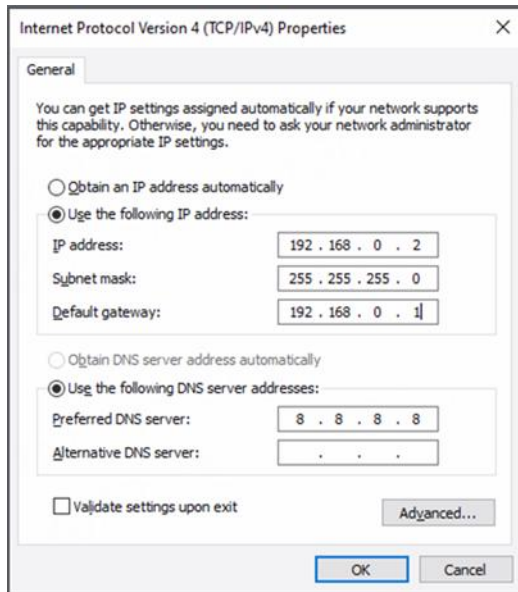 Internet Protocol Version 4 (TCP/IPv4) Properties
General
You can get IP settings assigned automatically if your network supports
this capability. Otherwise, you need to ask your network administrator
for the appropriate IP settings.
Obtain an IP address automatically
Use the following IP address:
IP address: 192 . 168 . 0 . 2
Subnet mask: 255 . 255 . 255 . 0
Default gateway: 192 . 168 . 0 . 1
Obtain DNS server address automatically
Use the following DNS server addresses:
Preferred DNS server: 8 . 8 . 8 . 8
Alternative DNS server: . . .
Validate settings upon exit
Advanced...
OK Cancel